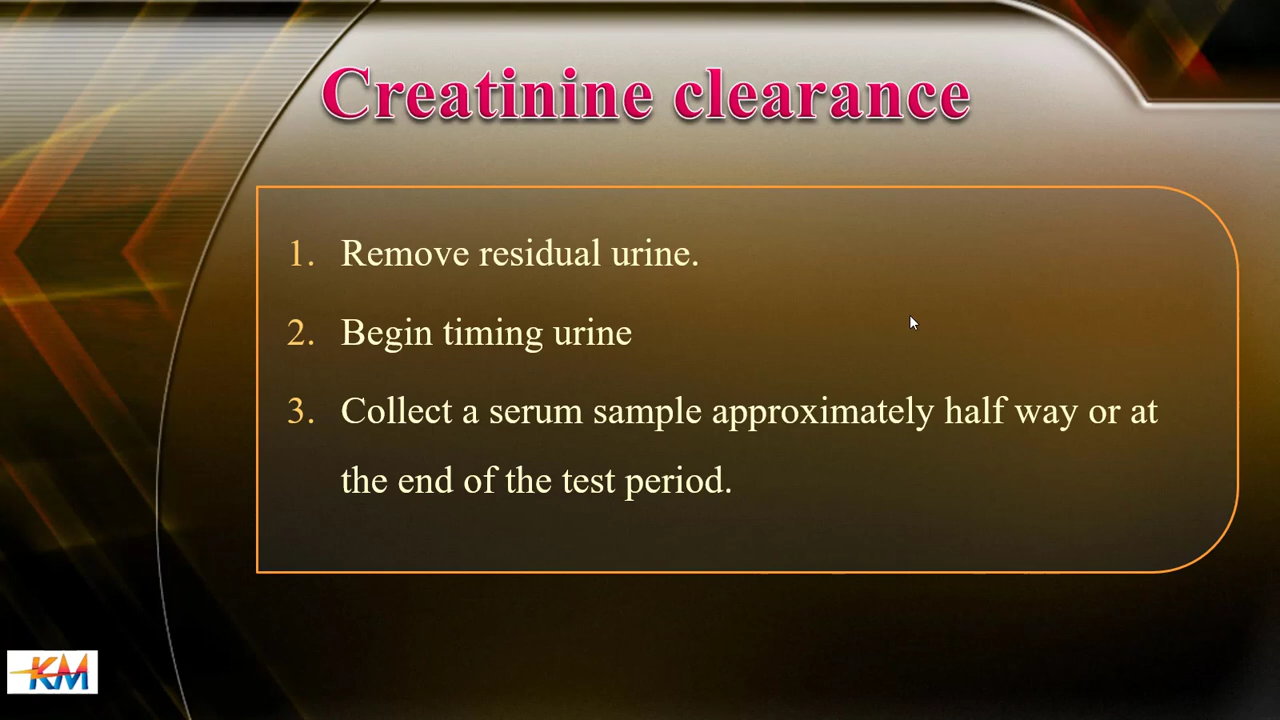 Creatinine clearance
1. Remove residual urine.
2. Begin timing urine
3. Collect a serum sample approximately half way or at
the end of the test period.
KM